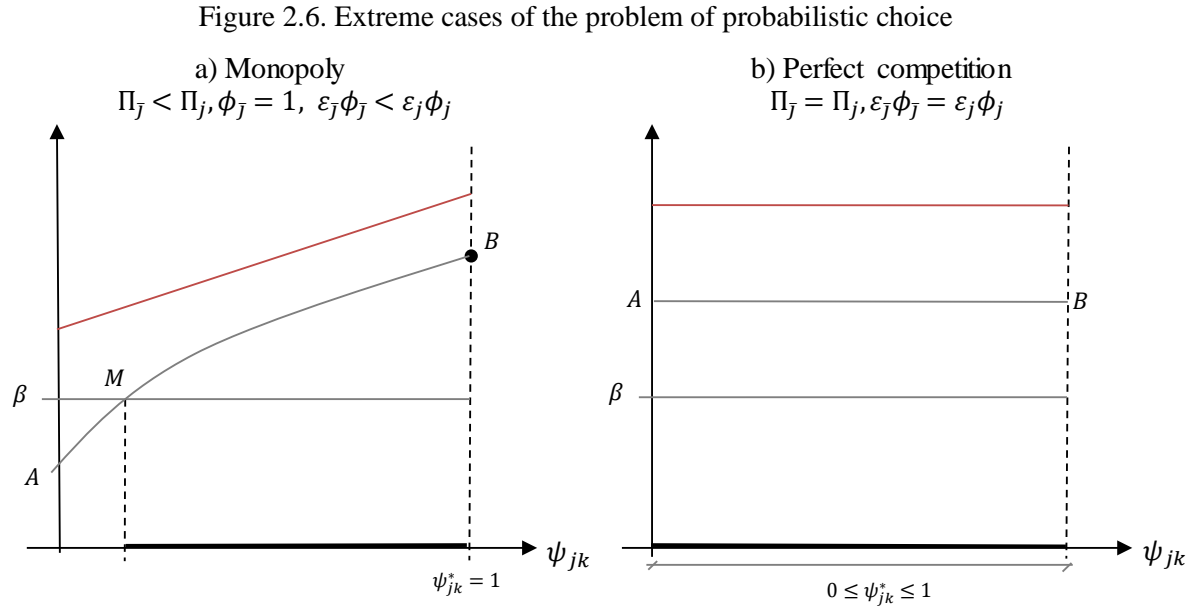 Figure 2.6. Extreme cases of the problem of probabilistic choice
a) Monopoly
Π_j̄ < Π_j, ϕ_j̄ = 1, ε_j̄ϕ_j̄ < ε_jϕ_j
B
M
β
A
ψ_jk
ψ*_jk = 1
b) Perfect competition
Π_j̄ = Π_j, ε_j̄ϕ_j̄ = ε_jϕ_j
A
B
β
ψ_jk
0 ≤ ψ*_jk ≤ 1